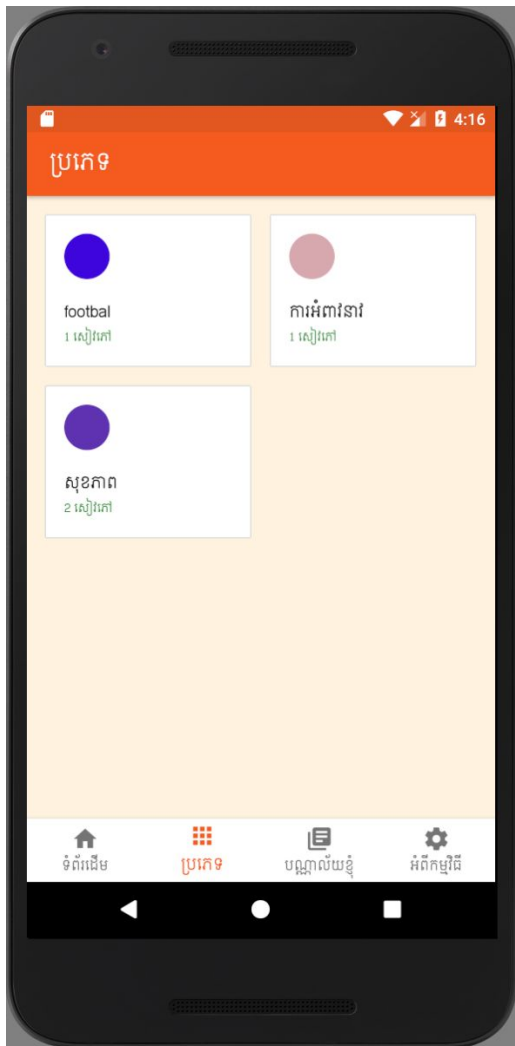 4:16
ប្រភេទ
footbal
1 សៀវភៅ
ការអំពាវនាវ
1 សៀវភៅ
សុខភាព
2 សៀវភៅ
ទំព័រដើម
ប្រភេទ
បណ្ណាល័យខ្ញុំ
អំពីកម្មវិធី